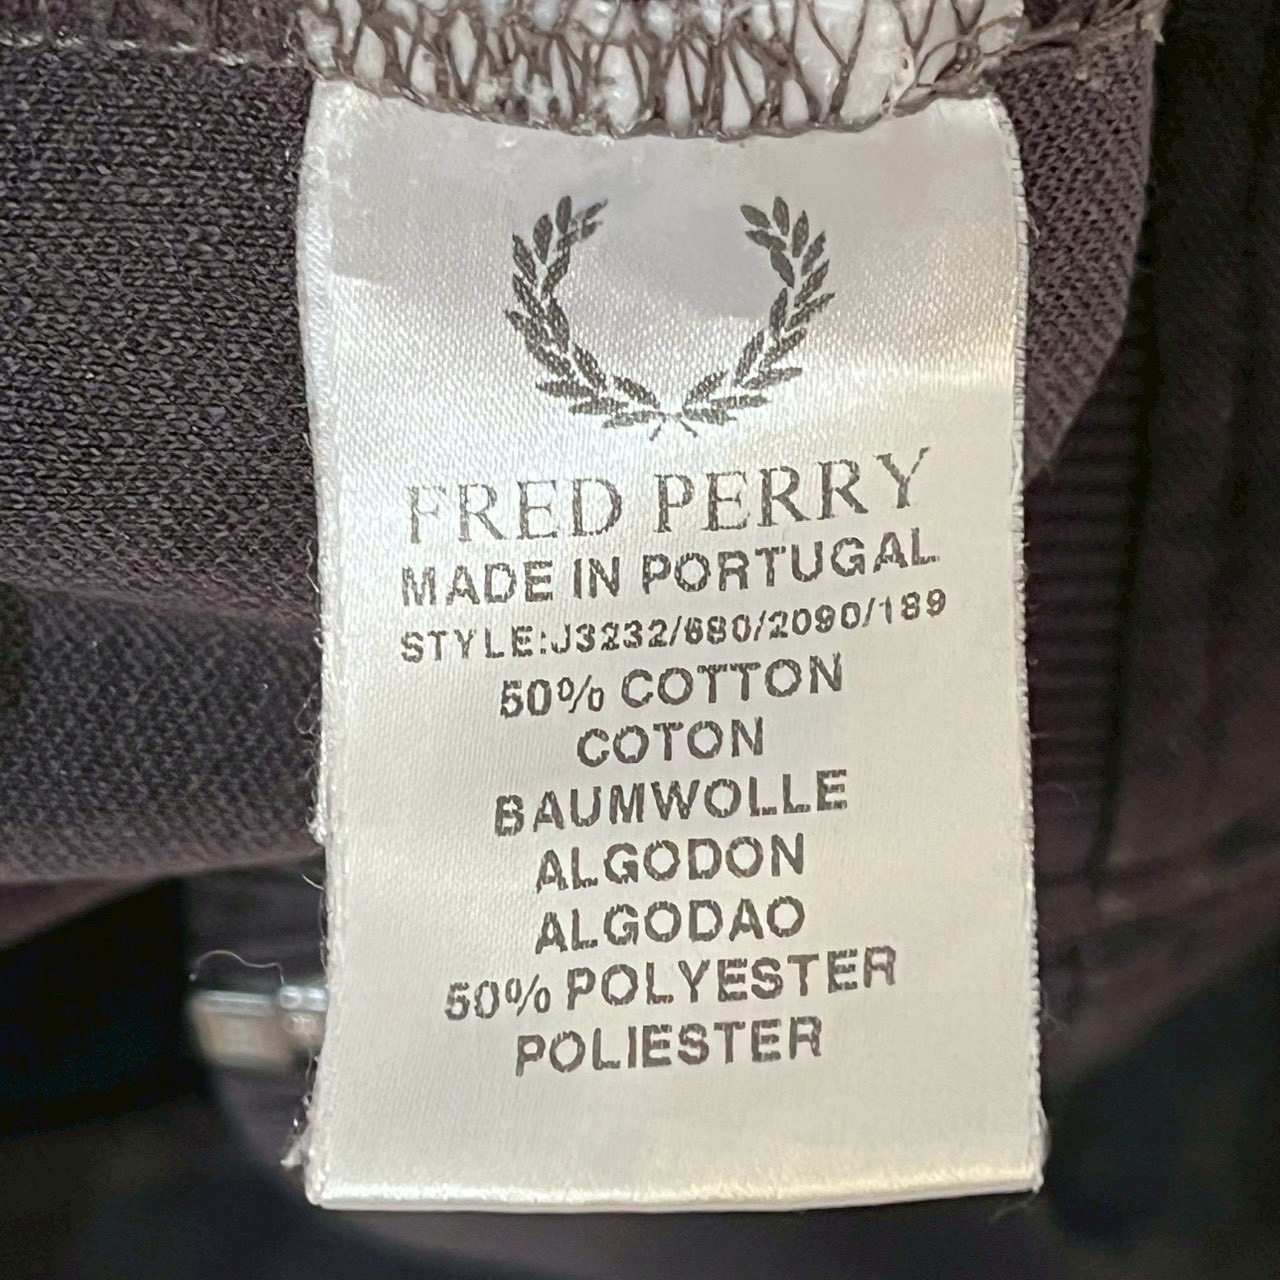 FRED PERRY
MADE IN PORTUGAL
STYLE:J3232/680/2090/189
50% COTTON
COTON
BAUMWOLLE
ALGODON
ALGODAO
50% POLYESTER
POLIESTER